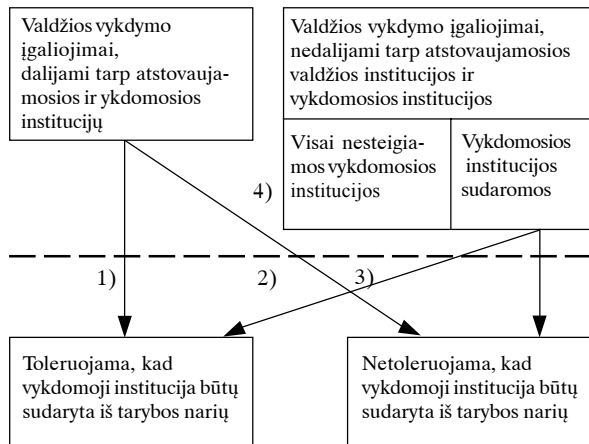 Valdžios vykdymo
įgaliojimai,
dalijami tarp atstovauja-
mosios ir ykdomosios
institucijų
Valdžios vykdymo įgaliojimai,
nedalijami tarp atstovaujamosios
valdžios institucijos ir
vykdomosios institucijos
Visai nesteigia-
mos vykdomosios
institucijos
Vykdomosios
institucijos
sudaromos
4)
1)
2)
3)
Toleruojama, kad
vykdomoji institucija būtų
sudaryta iš tarybos narių
Netoleruojama, kad
vykdomoji institucija būtų
sudaryta iš tarybos narių